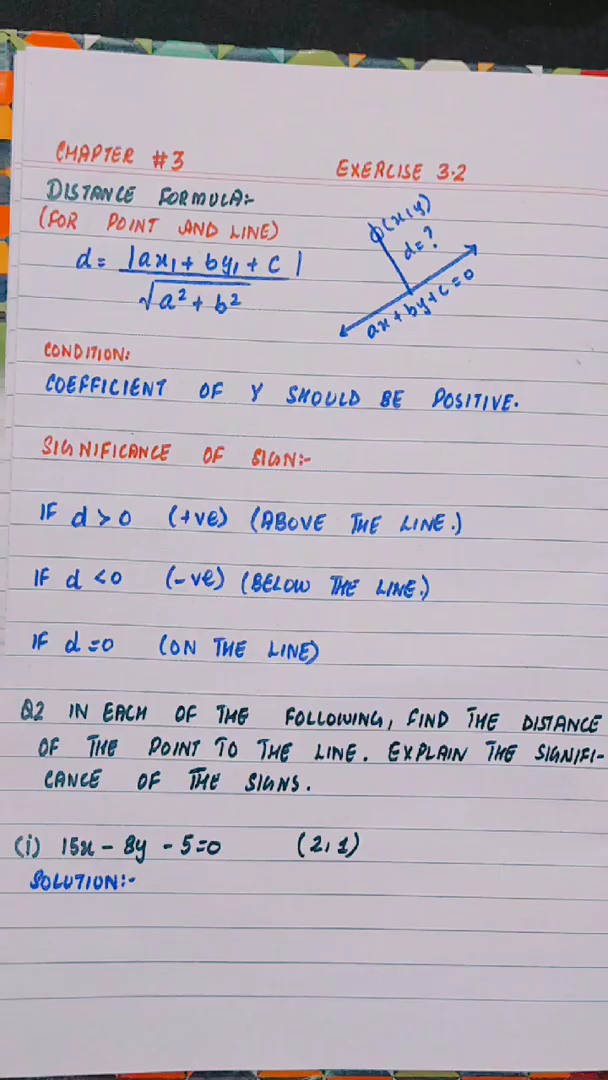 CHAPTER #3
EXERCISE 3.2
DISTANCE FORMULA:-
(FOR POINT AND LINE)
d = |ax₁ + by₁ + c| / √a² + b²
(x, y)
d = ?
ax + by + c = 0
CONDITION:
COEFFICIENT OF Y SHOULD BE POSITIVE.
SIGNIFICANCE OF SIGN:-
IF d > 0 (+ve) (ABOVE THE LINE.)
IF d < 0 (-ve) (BELOW THE LINE.)
IF d = 0 (ON THE LINE)
Q2 IN EACH OF THE FOLLOWING, FIND THE DISTANCE
OF THE POINT TO THE LINE. EXPLAIN THE SIGNIFI-
CANCE OF THE SIGNS.
(i) 15x - 8y - 5 = 0 (2, 1)
SOLUTION:-